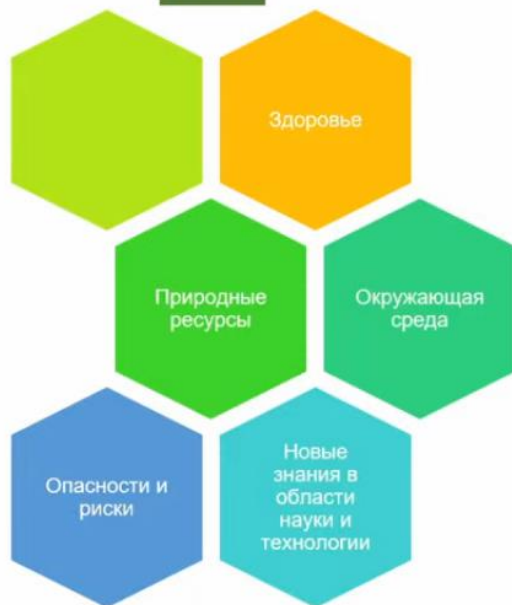 Здоровье
Природные
ресурсы
Окружающая
среда
Опасности и
риски
Новые
знания в
области
науки и
технологии